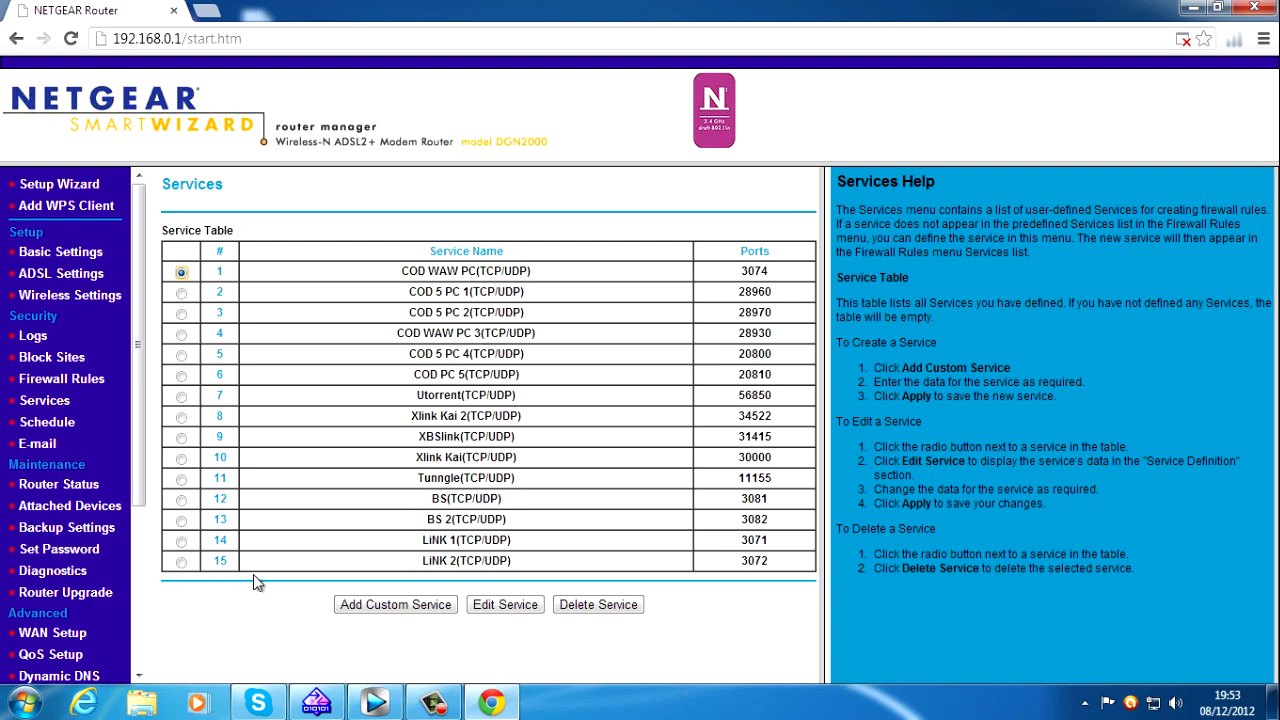 NETGEAR Router
192.168.0.1/start.htm
NETGEAR®
SMARTWIZARD
router manager
Wireless-N ADSL2+ Modem Router model DGN2000
N
2.4 GHz
draft 802.11n
Setup Wizard
Add WPS Client
Setup
Basic Settings
ADSL Settings
Wireless Settings
Security
Logs
Block Sites
Firewall Rules
Services
Schedule
E-mail
Maintenance
Router Status
Attached Devices
Backup Settings
Set Password
Diagnostics
Router Upgrade
Advanced
WAN Setup
QoS Setup
Dynamic DNS
Services
Service Table
# Service Name Ports
1 COD WAW PC(TCP/UDP) 3074
2 COD 5 PC 1(TCP/UDP) 28960
3 COD 5 PC 2(TCP/UDP) 28970
4 COD WAW PC 3(TCP/UDP) 28930
5 COD 5 PC 4(TCP/UDP) 20800
6 COD PC 5(TCP/UDP) 20810
7 Utorrent(TCP/UDP) 56850
8 Xlink Kai 2(TCP/UDP) 34522
9 XBSlink(TCP/UDP) 31415
10 Xlink Kai(TCP/UDP) 30000
11 Tunngle(TCP/UDP) 11155
12 BS(TCP/UDP) 3081
13 BS 2(TCP/UDP) 3082
14 LiNK 1(TCP/UDP) 3071
15 LiNK 2(TCP/UDP) 3072
Add Custom Service Edit Service Delete Service
Services Help
The Services menu contains a list of user-defined Services for creating firewall rules.
If a service does not appear in the predefined Services list in the Firewall Rules
menu, you can define the service in this menu. The new service will then appear in
the Firewall Rules menu Services list.
Service Table
This table lists all Services you have defined. If you have not defined any Services, the
table will be empty.
To Create a Service
1. Click Add Custom Service
2. Enter the data for the service as required.
3. Click Apply to save the new service.
To Edit a Service
1. Click the radio button next to a service in the table.
2. Click Edit Service to display the service's data in the "Service Definition"
section.
3. Change the data for the service as required.
4. Click Apply to save your changes.
To Delete a Service
1. Click the radio button next to a service in the table.
2. Click Delete Service to delete the selected service.
19:53
08/12/2012